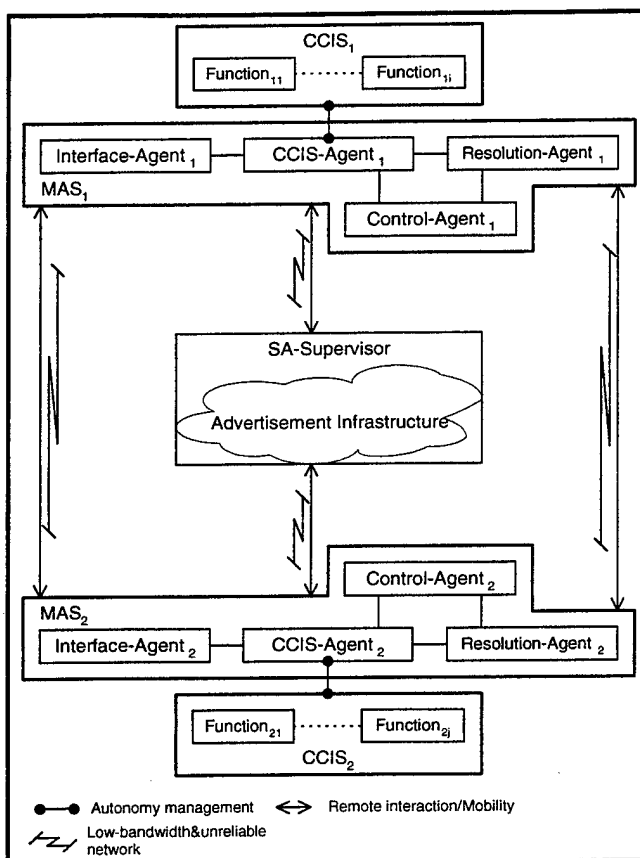 CCIS1
Function11 Function1i
Interface-Agent 1 CCIS-Agent 1 Resolution-Agent 1
MAS1
Control-Agent 1
SA-Supervisor
Advertisement Infrastructure
Control-Agent 2
MAS2
Interface-Agent 2 CCIS-Agent 2 Resolution-Agent 2
Function21 Function2j
CCIS2
Autonomy management Remote interaction/Mobility
Low-bandwidth&unreliable
network